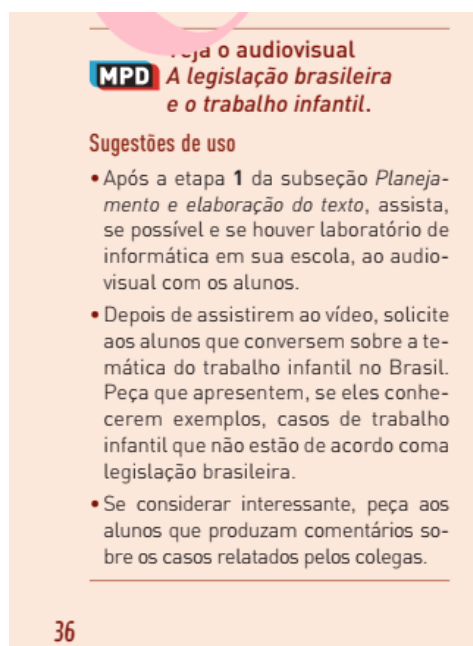 Veja o audiovisual
MPD A legislação brasileira
e o trabalho infantil.
Sugestões de uso
• Após a etapa 1 da subseção Planeja-
mento e elaboração do texto, assista,
se possível e se houver laboratório de
informática em sua escola, ao audio-
visual com os alunos.
• Depois de assistirem ao vídeo, solicite
aos alunos que conversem sobre a te-
mática do trabalho infantil no Brasil.
Peça que apresentem, se eles conhe-
cerem exemplos, casos de trabalho
infantil que não estão de acordo coma
legislação brasileira.
• Se considerar interessante, peça aos
alunos que produzam comentários so-
bre os casos relatados pelos colegas.
36